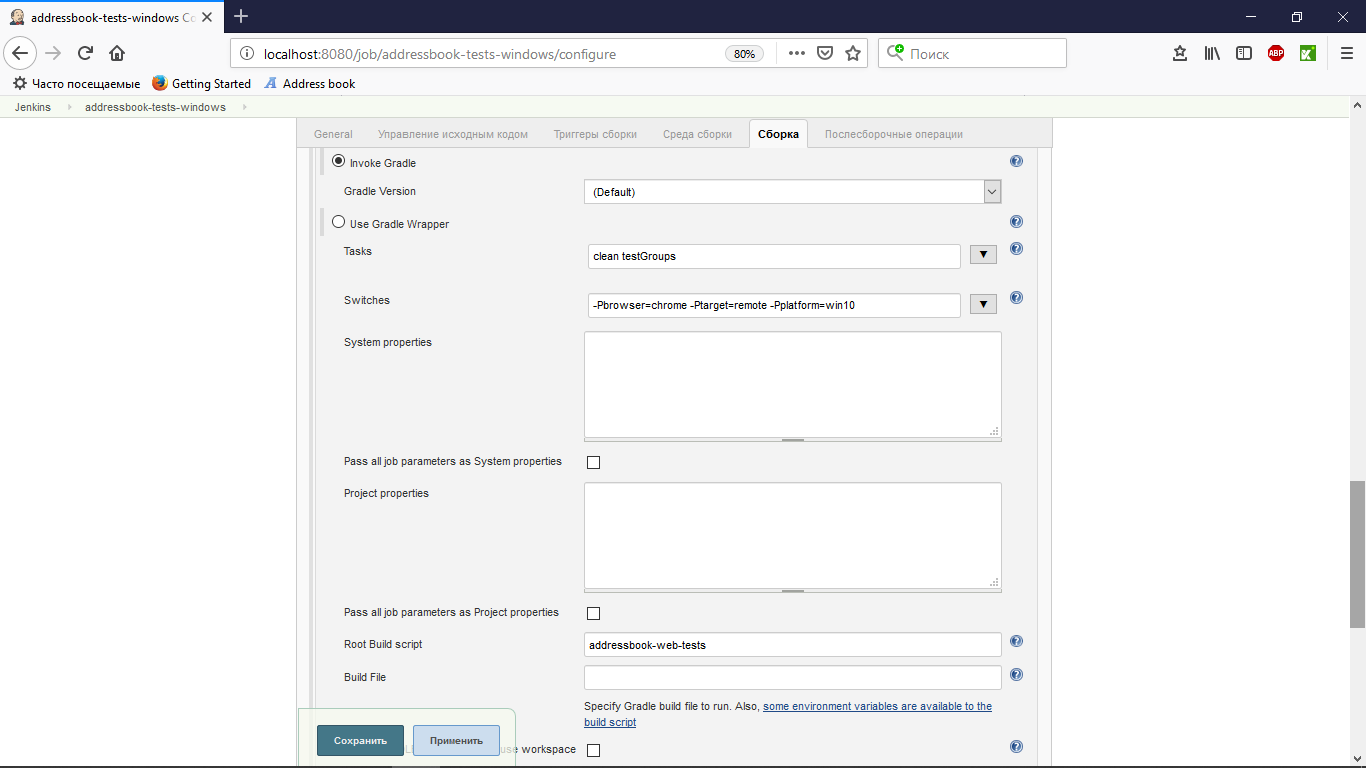 addressbook-tests-windows Co
localhost:8080/job/addressbook-tests-windows/configure
80%
Поиск
ABP
Часто посещаемые
Getting Started
Address book
Jenkins
addressbook-tests-windows
General
Управление исходным кодом
Триггеры сборки
Среда сборки
Сборка
Послесборочные операции
Invoke Gradle
Gradle Version
(Default)
Use Gradle Wrapper
Tasks
clean testGroups
Switches
-Pbrowser=chrome -Ptarget=remote -Pplatform=win10
System properties
Pass all job parameters as System properties
Project properties
Pass all job parameters as Project properties
Root Build script
addressbook-web-tests
Build File
Specify Gradle build file to run. Also, some environment variables are available to the
build script
Сохранить
Применить
use workspace